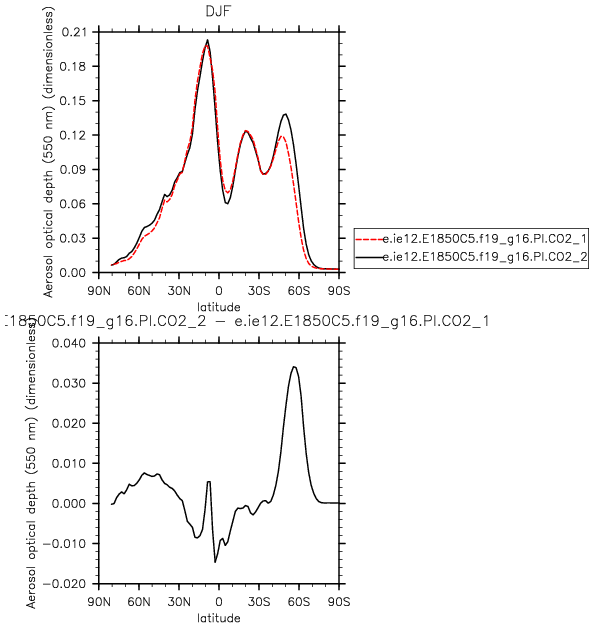 DJF
Aerosol optical depth (550 nm) (dimensionless)
0.21
0.18
0.15
0.12
0.09
0.06
0.03
0.00
90N 60N 30N 0 30S 60S 90S
latitude
e.ie12.E1850C5.f19_g16.PI.CO2_1
e.ie12.E1850C5.f19_g16.PI.CO2_2
.E1850C5.f19_g16.PI.CO2_2 − e.ie12.E1850C5.f19_g16.PI.CO2_1
Aerosol optical depth (550 nm) (dimensionless)
0.040
0.030
0.020
0.010
0.000
−0.010
−0.020
90N 60N 30N 0 30S 60S 90S
latitude